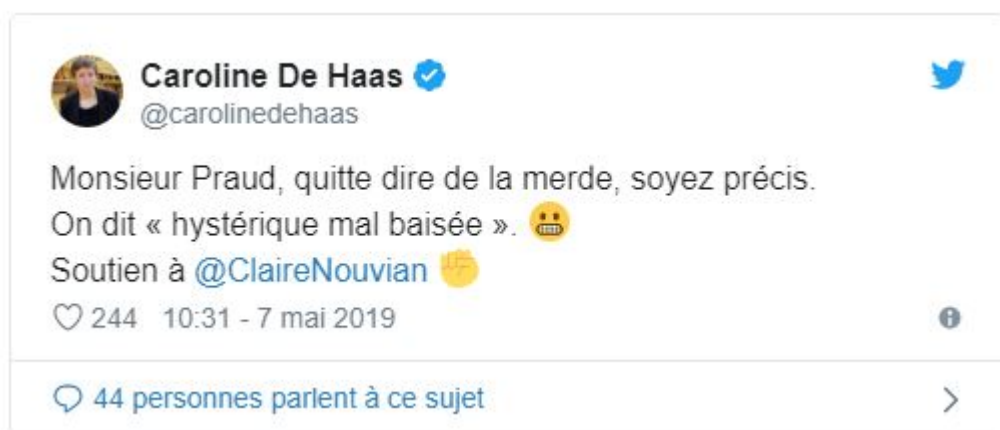 Caroline De Haas
@carolinedehaas
Monsieur Praud, quitte dire de la merde, soyez précis.
On dit « hystérique mal baisée ». 😬
Soutien à @ClaireNouvian ✊
244 10:31 - 7 mai 2019
44 personnes parlent à ce sujet